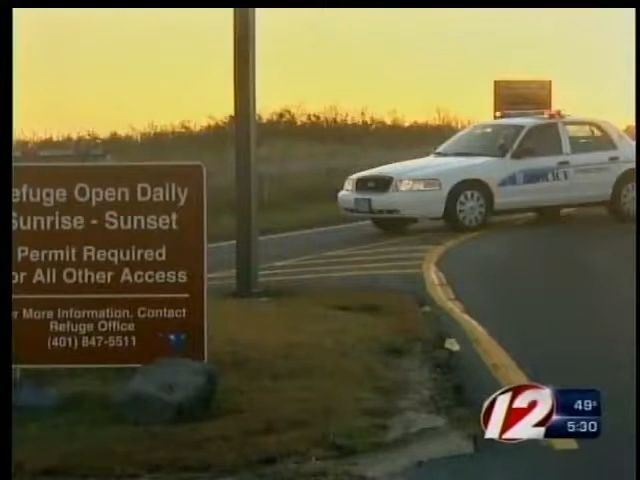 efuge Open Daily
Sunrise - Sunset
Permit Required
or All Other Access
r More Information, Contact
Refuge Office
(401) 847-5511
12
49°
5:30